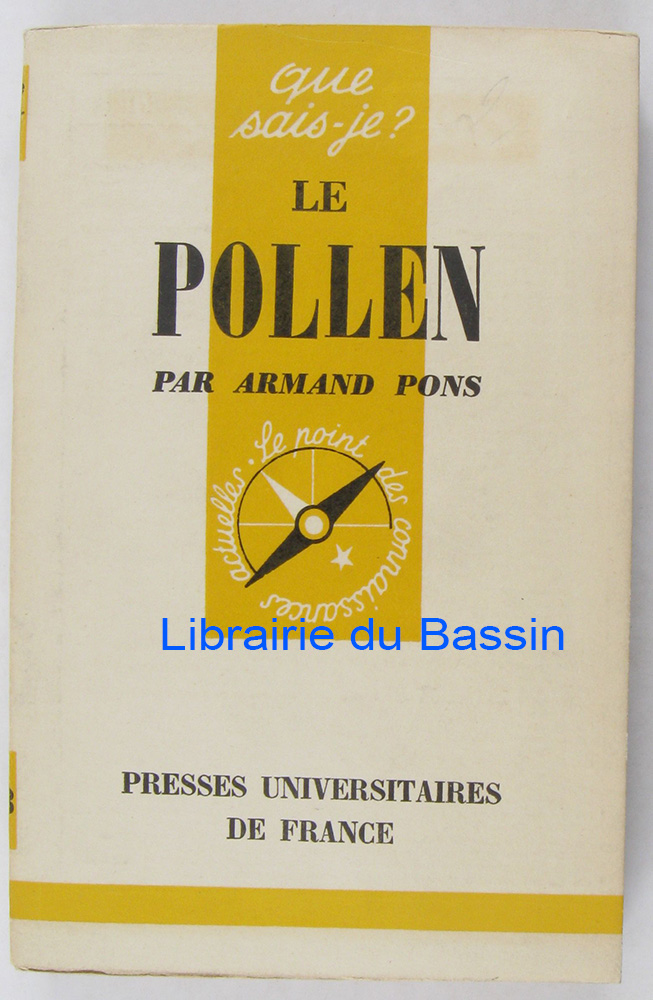 que
sais-je?
LE
POLLEN
PAR ARMAND PONS
Le point des connaissances actuelles.
Librairie du Bassin
PRESSES UNIVERSITAIRES
DE FRANCE